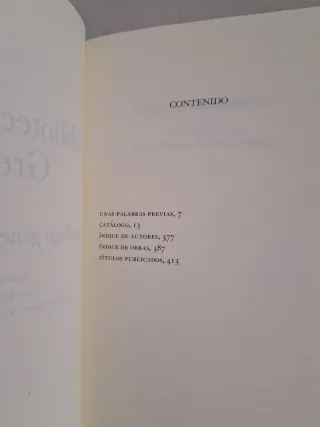 CONTENIDO
UNAS PALABRAS PREVIAS, 7
CATÁLOGO, 13
ÍNDICE DE AUTORES, 377
ÍNDICE DE OBRAS, 387
TÍTULOS PUBLICADOS, 413